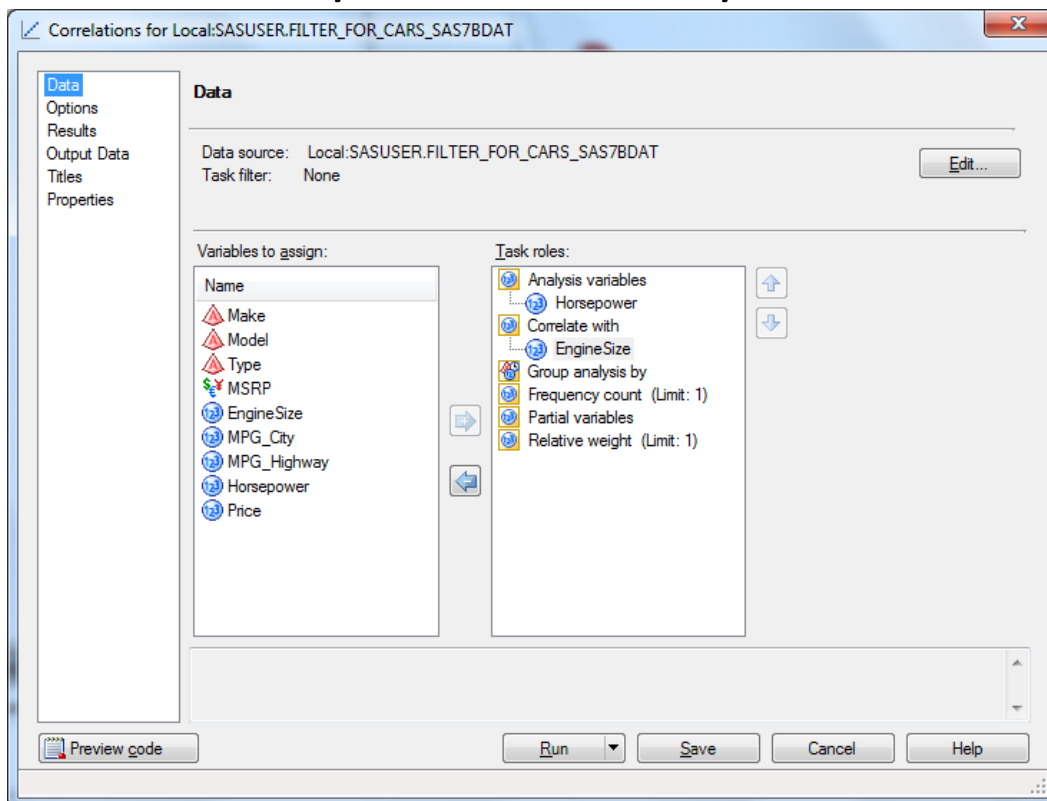 Correlations for Local:SASUSER.FILTER_FOR_CARS_SAS7BDAT
Data
Options
Results
Output Data
Titles
Properties
Data
Data source: Local:SASUSER.FILTER_FOR_CARS_SAS7BDAT
Task filter: None
Edit...
Variables to assign:
Name
Make
Model
Type
MSRP
EngineSize
MPG_City
MPG_Highway
Horsepower
Price
Task roles:
Analysis variables
Horsepower
Correlate with
EngineSize
Group analysis by
Frequency count (Limit: 1)
Partial variables
Relative weight (Limit: 1)
Preview code
Run
Save
Cancel
Help